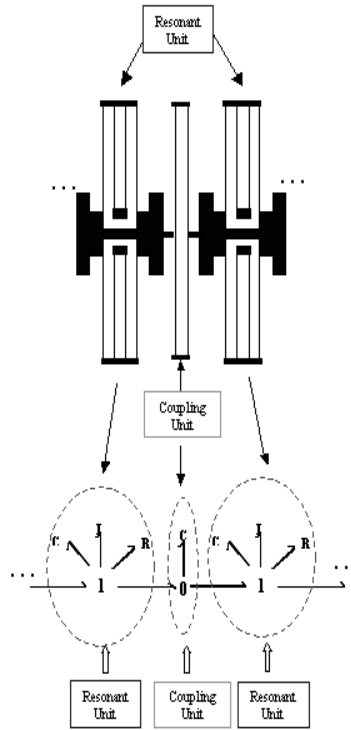 Resonant
Unit
. . .
. . .
Coupling
Unit
C J R
C
C J R
. . .
1 0 1
. .
Resonant
Unit
Coupling
Unit
Resonant
Unit